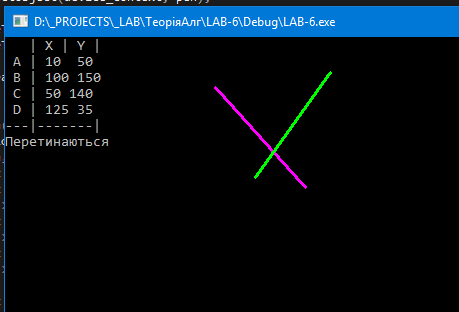 D:\_PROJECTS\_LAB\ТеоріяАлг\LAB-6\Debug\LAB-6.exe
| X | Y |
A | 10 50
B | 100 150
C | 50 140
D | 125 35 |
---|-------|
Перетинаються